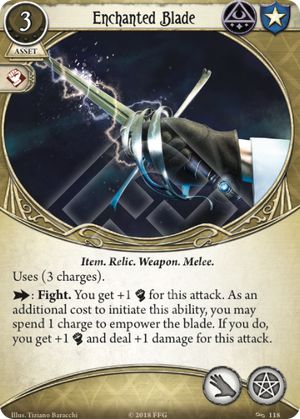 3
Enchanted Blade
ASSET
Item. Relic. Weapon. Melee.
Uses (3 charges).
: Fight. You get +1 for this attack. As an
additional cost to initiate this ability, you may
spend 1 charge to empower the blade. If you do,
you get +1 and deal +1 damage for this attack.
Illus. Tiziano Baracchi
© 2018 FFG
118